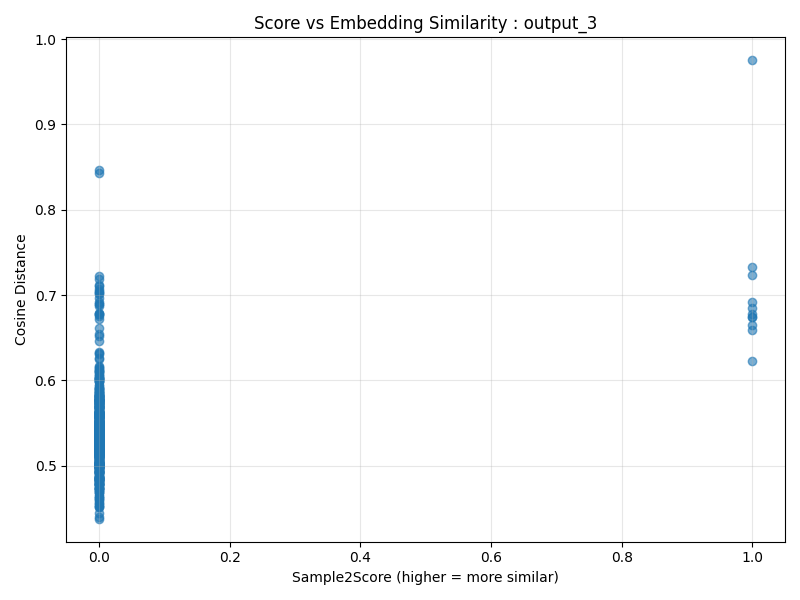 Score vs Embedding Similarity : output_3
1.0
0.9
0.8
0.7
0.6
0.5
Cosine Distance
0.0 0.2 0.4 0.6 0.8 1.0
Sample2Score (higher = more similar)